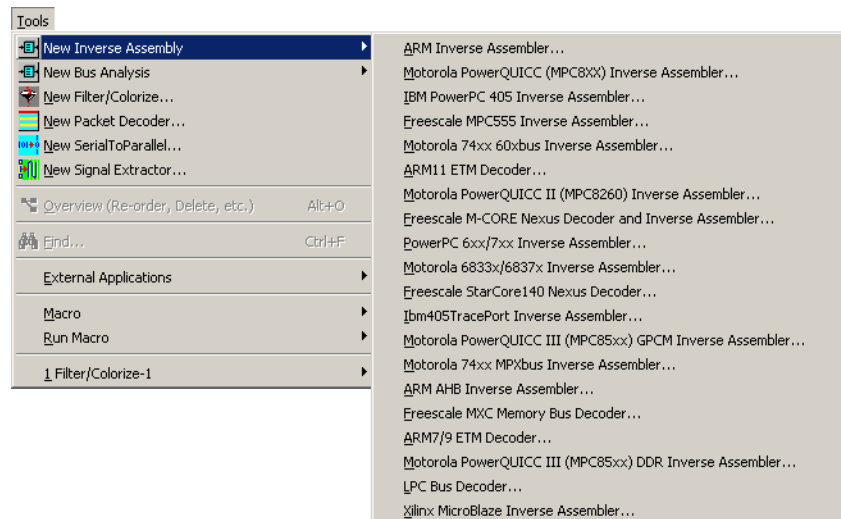 Tools
New Inverse Assembly
New Bus Analysis
New Filter/Colorize...
New Packet Decoder...
New SerialToParallel...
New Signal Extractor...
Overview (Re-order, Delete, etc.) Alt+O
Find... Ctrl+F
External Applications
Macro
Run Macro
1 Filter/Colorize-1
ARM Inverse Assembler...
Motorola PowerQUICC (MPC8XX) Inverse Assembler...
IBM PowerPC 405 Inverse Assembler...
Freescale MPC555 Inverse Assembler...
Motorola 74xx 60xbus Inverse Assembler...
ARM11 ETM Decoder...
Motorola PowerQUICC II (MPC8260) Inverse Assembler...
Freescale M-CORE Nexus Decoder and Inverse Assembler...
PowerPC 6xx/7xx Inverse Assembler...
Motorola 6833x/6837x Inverse Assembler...
Freescale StarCore140 Nexus Decoder...
Ibm405TracePort Inverse Assembler...
Motorola PowerQUICC III (MPC85xx) GPCM Inverse Assembler...
Motorola 74xx MPXbus Inverse Assembler...
ARM AHB Inverse Assembler...
Freescale MXC Memory Bus Decoder...
ARM7/9 ETM Decoder...
Motorola PowerQUICC III (MPC85xx) DDR Inverse Assembler...
LPC Bus Decoder...
Xilinx MicroBlaze Inverse Assembler...